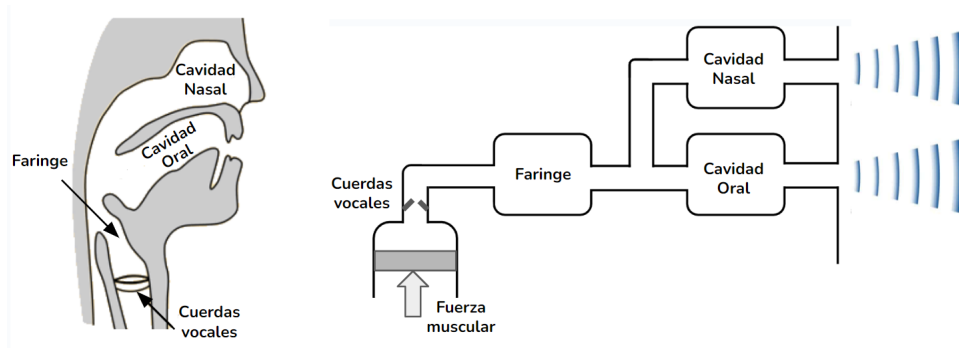 Cavidad
Nasal
Cavidad
Oral
Faringe
Cuerdas
vocales
Cavidad
Nasal
Faringe
Cavidad
Oral
Cuerdas
vocales
Fuerza
muscular